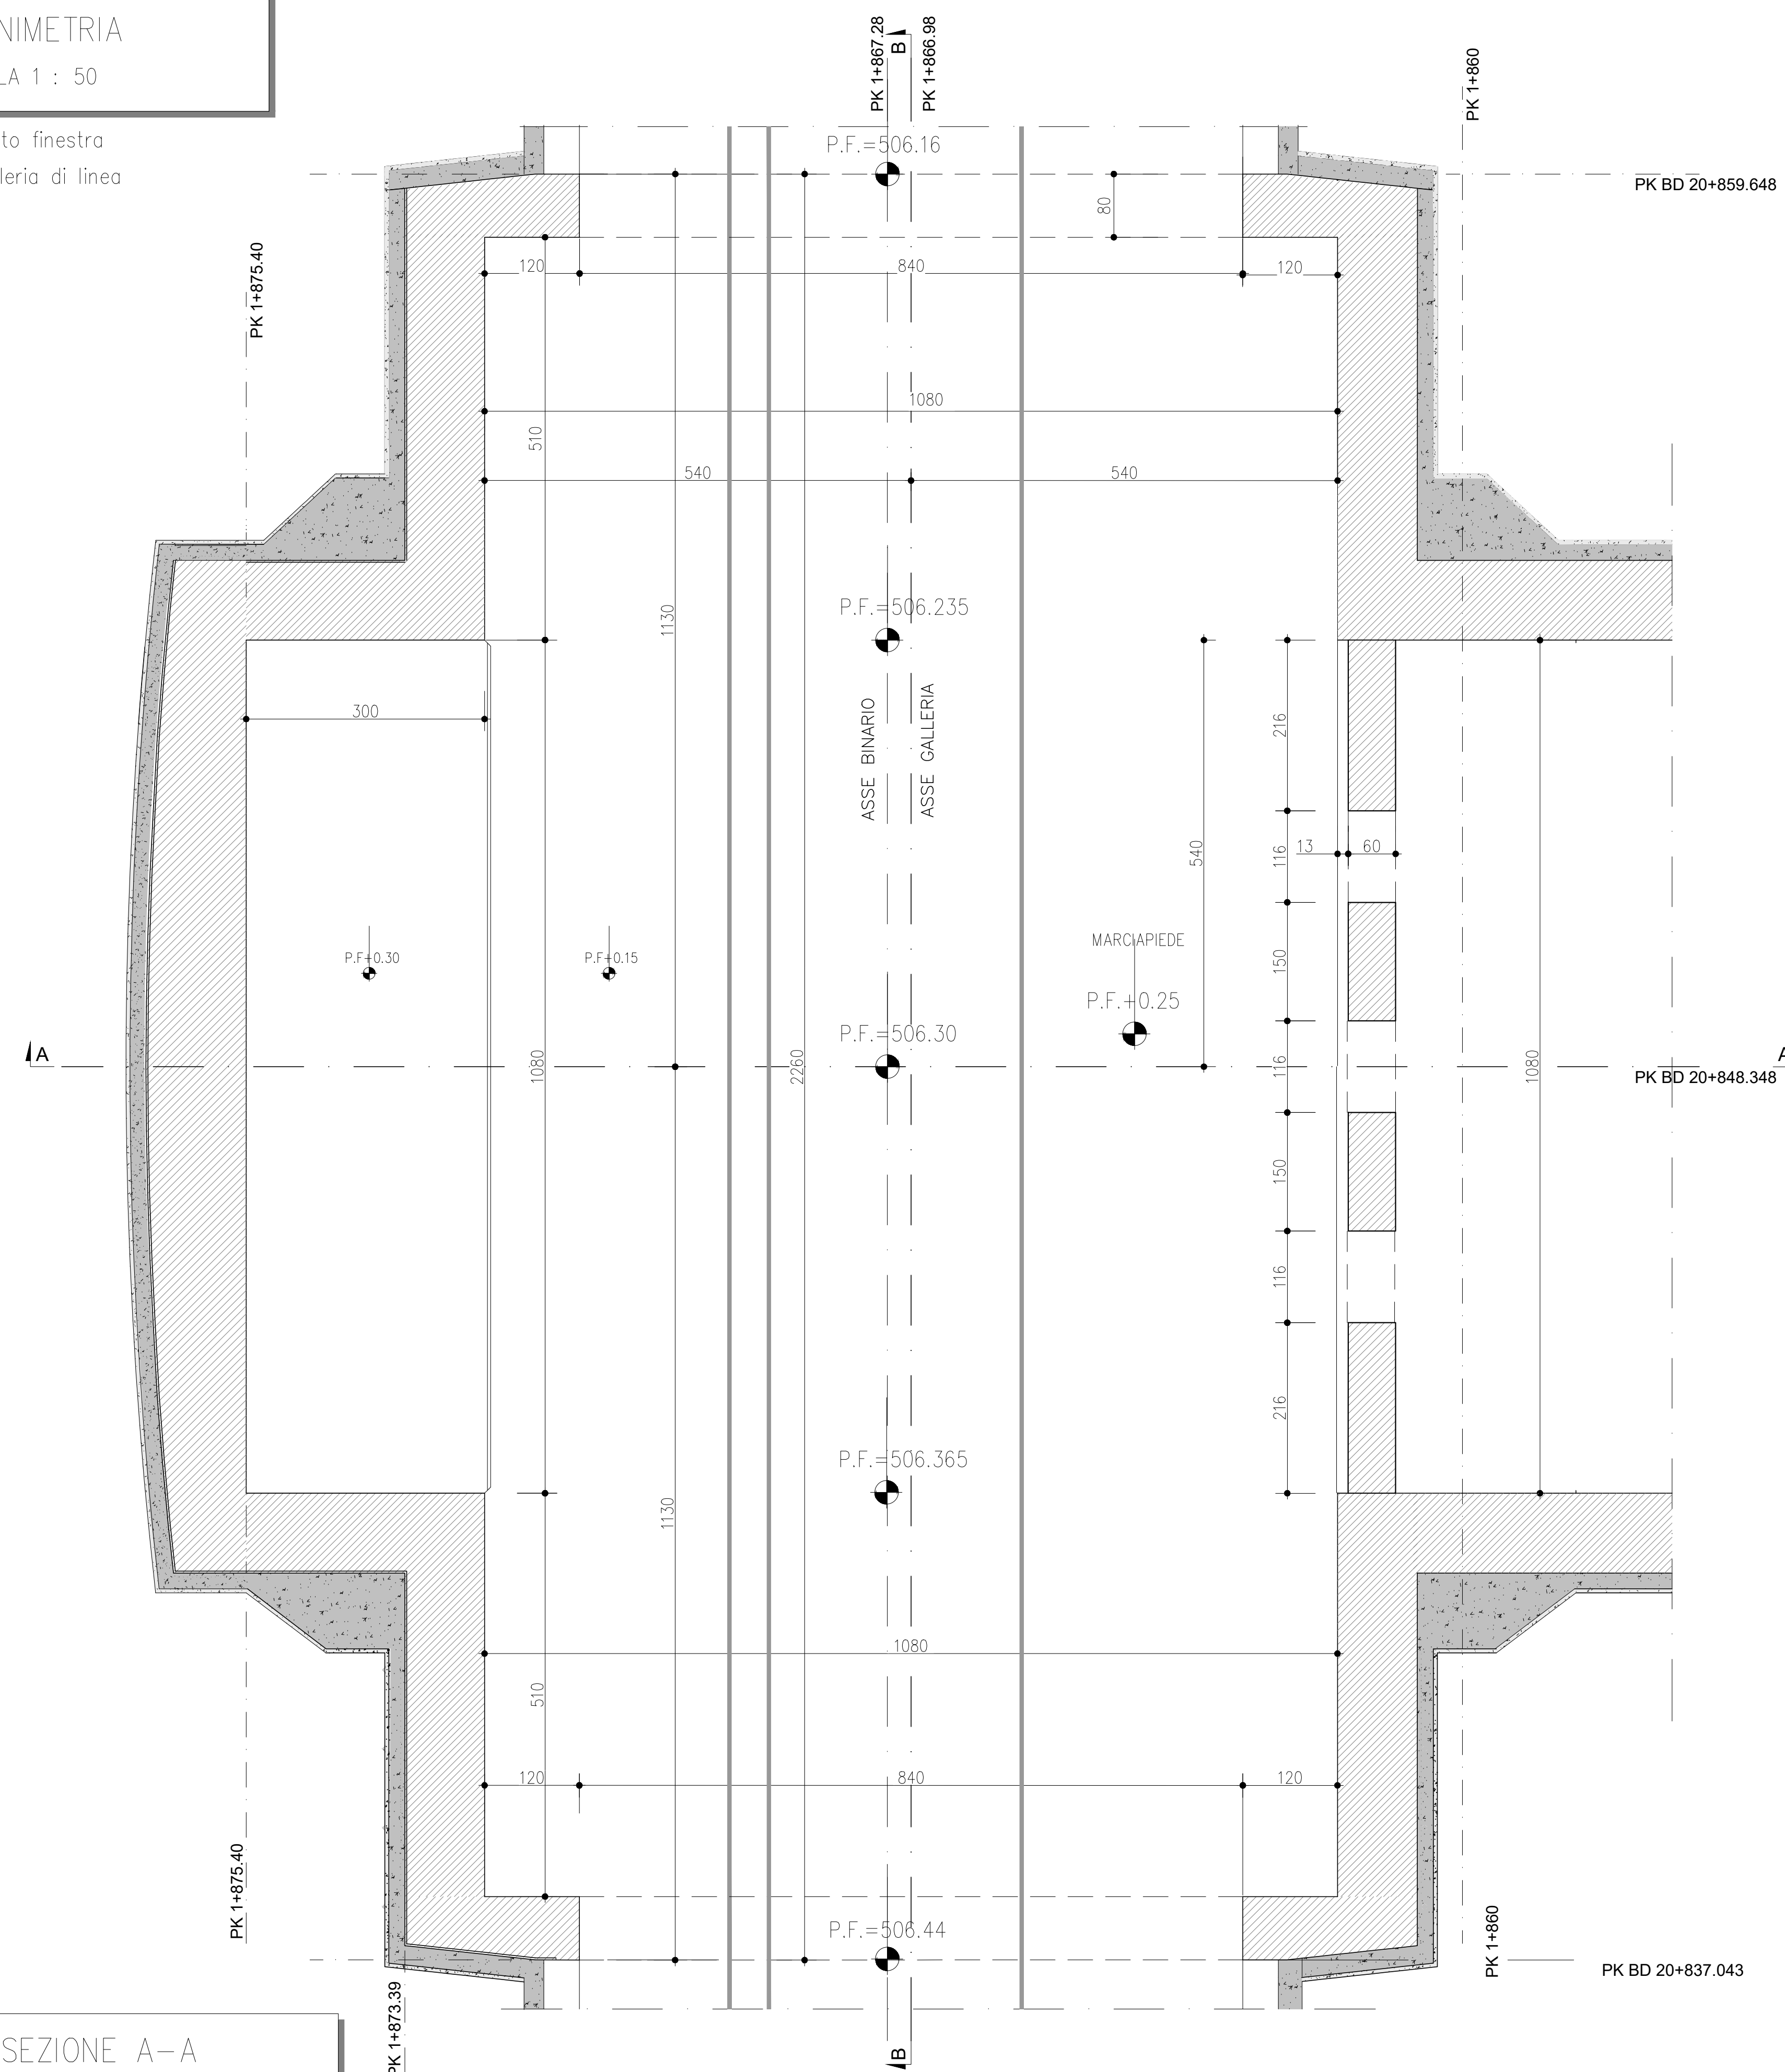 NIMETRIA
LA 1 : 50
to finestra
leria di linea
PK 1+867.28
B
PK 1+866.98
PK 1+860
P.F.=506.16
PK BD 20+859.648
80
PK 1+875.40
120
840
120
1080
510
540
540
P.F.=506.235
1130
300
ASSE BINARIO
ASSE GALLERIA
216
540
116
13
60
MARCIAPIEDE
150
P.F+0.30
P.F+0.15
P.F.+0.25
P.F.=506.30
A
1080
2260
116
1080
A
PK BD 20+848.348
150
116
216
P.F.=506.365
1130
1080
510
120
840
120
PK 1+875.40
P.F.=506.44
PK 1+860
PK BD 20+837.043
PK 1+873.39
B
SEZIONE A-A